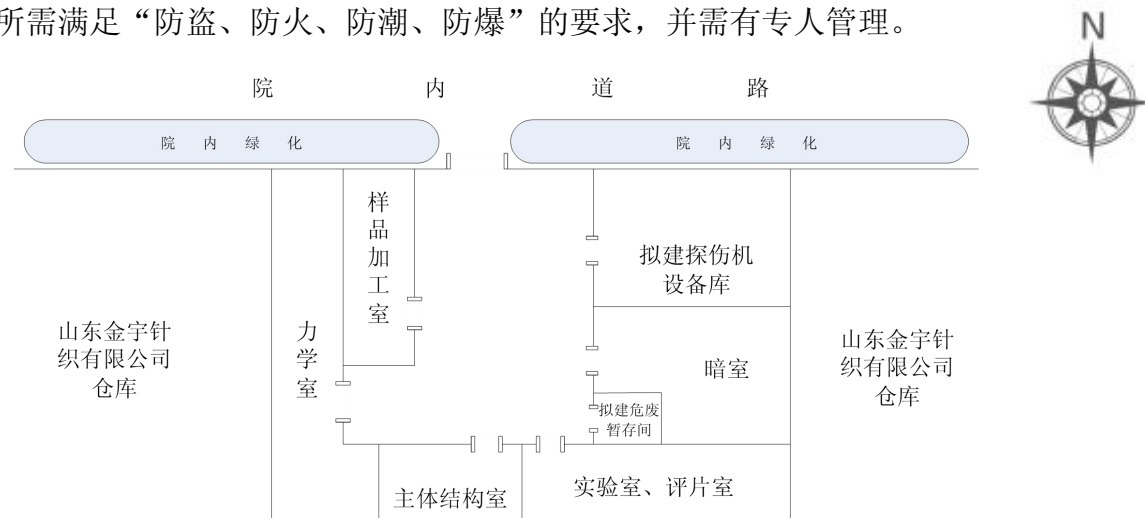 所需满足“防盗、防火、防潮、防爆”的要求，并需有专人管理。
N
院 内 道 路
院 内 绿 化
院 内 绿 化
样
品
加
工
室
拟建探伤机
设备库
山东金宇针
织有限公司
仓库
力
学
室
暗室
山东金宇针
织有限公司
仓库
拟建危废
暂存间
主体结构室
实验室、评片室